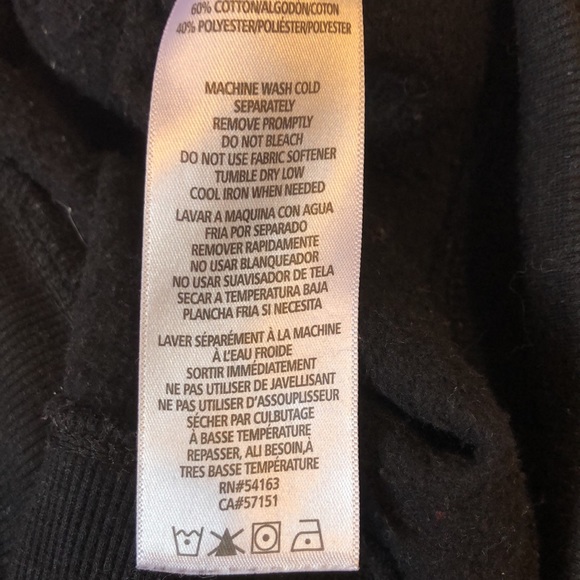 60% COTTON/ALGODÓN/COTON
40% POLYESTER/POLIÉSTER/POLYESTER
MACHINE WASH COLD
SEPARATELY
REMOVE PROMPTLY
DO NOT BLEACH
DO NOT USE FABRIC SOFTENER
TUMBLE DRY LOW
COOL IRON WHEN NEEDED
LAVAR A MAQUINA CON AGUA
FRIA POR SEPARADO
REMOVER RAPIDAMENTE
NO USAR BLANQUEADOR
NO USAR SUAVISADOR DE TELA
SECAR A TEMPERATURA BAJA
PLANCHA FRIA SI NECESITA
LAVER SÉPARÉMENT À LA MACHINE
À L'EAU FROIDE
SORTIR IMMÉDIATEMENT
NE PAS UTILISER DE JAVELLISANT
NE PAS UTILISER D'ASSOUPLISSEUR
SÉCHER PAR CULBUTAGE
À BASSE TEMPÉRATURE
REPASSER, ALI BESOIN,À
TRES BASSE TEMPÉRATURE
RN#54163
CA#57151